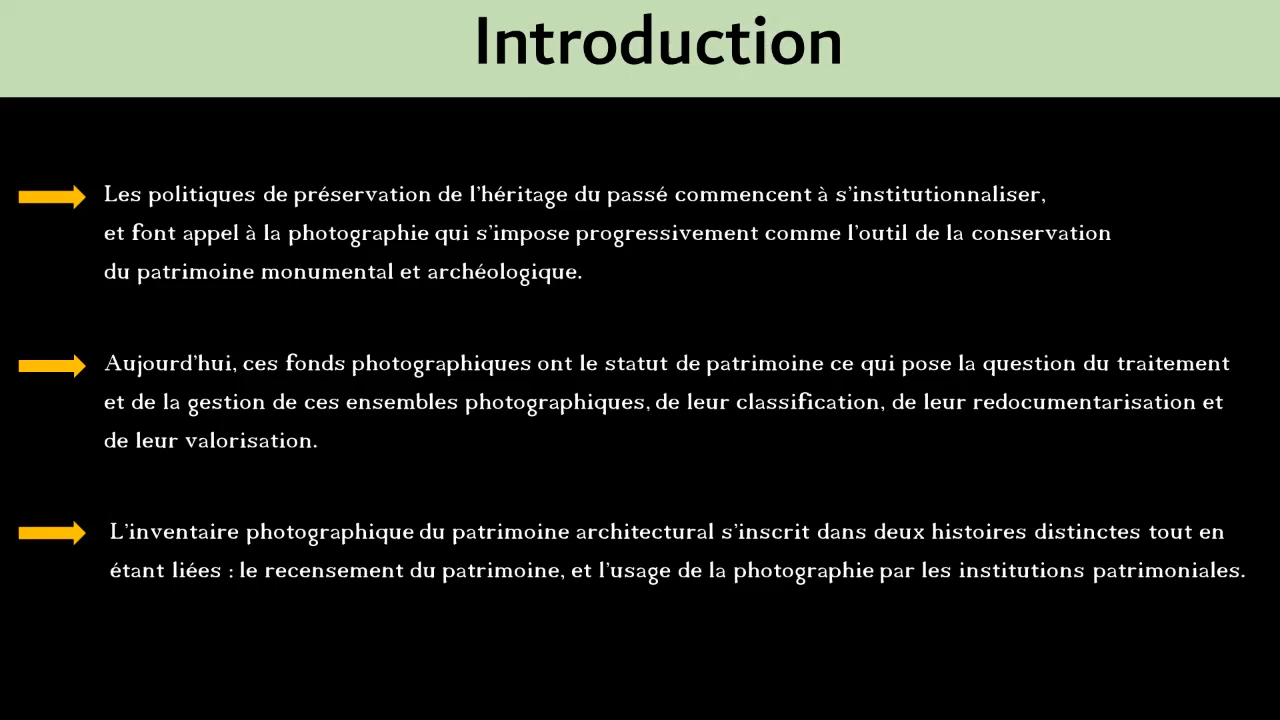 Introduction
Les politiques de préservation de l’héritage du passé commencent à s’institutionnaliser,
et font appel à la photographie qui s’impose progressivement comme l’outil de la conservation
du patrimoine monumental et archéologique.
Aujourd’hui, ces fonds photographiques ont le statut de patrimoine ce qui pose la question du traitement
et de la gestion de ces ensembles photographiques, de leur classification, de leur redocumentarisation et
de leur valorisation.
L’inventaire photographique du patrimoine architectural s’inscrit dans deux histoires distinctes tout en
étant liées : le recensement du patrimoine, et l’usage de la photographie par les institutions patrimoniales.